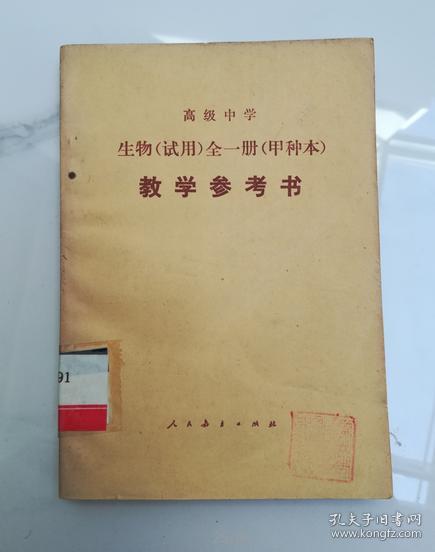 高级中学
生物(试用)全一册(甲种本)
教学参考书
91
人民教育出版社
孔夫子旧书网
www.kongfz.com